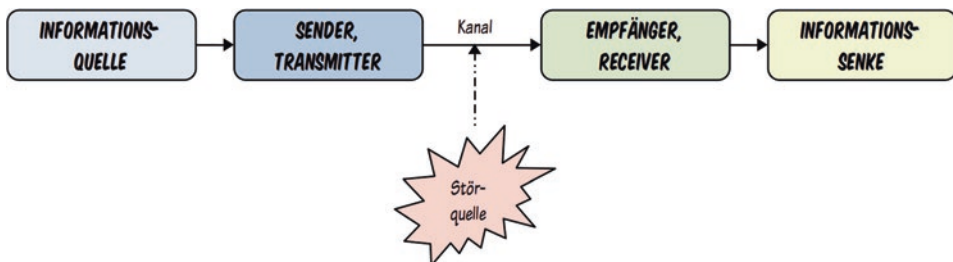 INFORMATIONS-
QUELLE
SENDER,
TRANSMITTER
Kanal
EMPFÄNGER,
RECEIVER
INFORMATIONS-
SENKE
Stör-
quelle